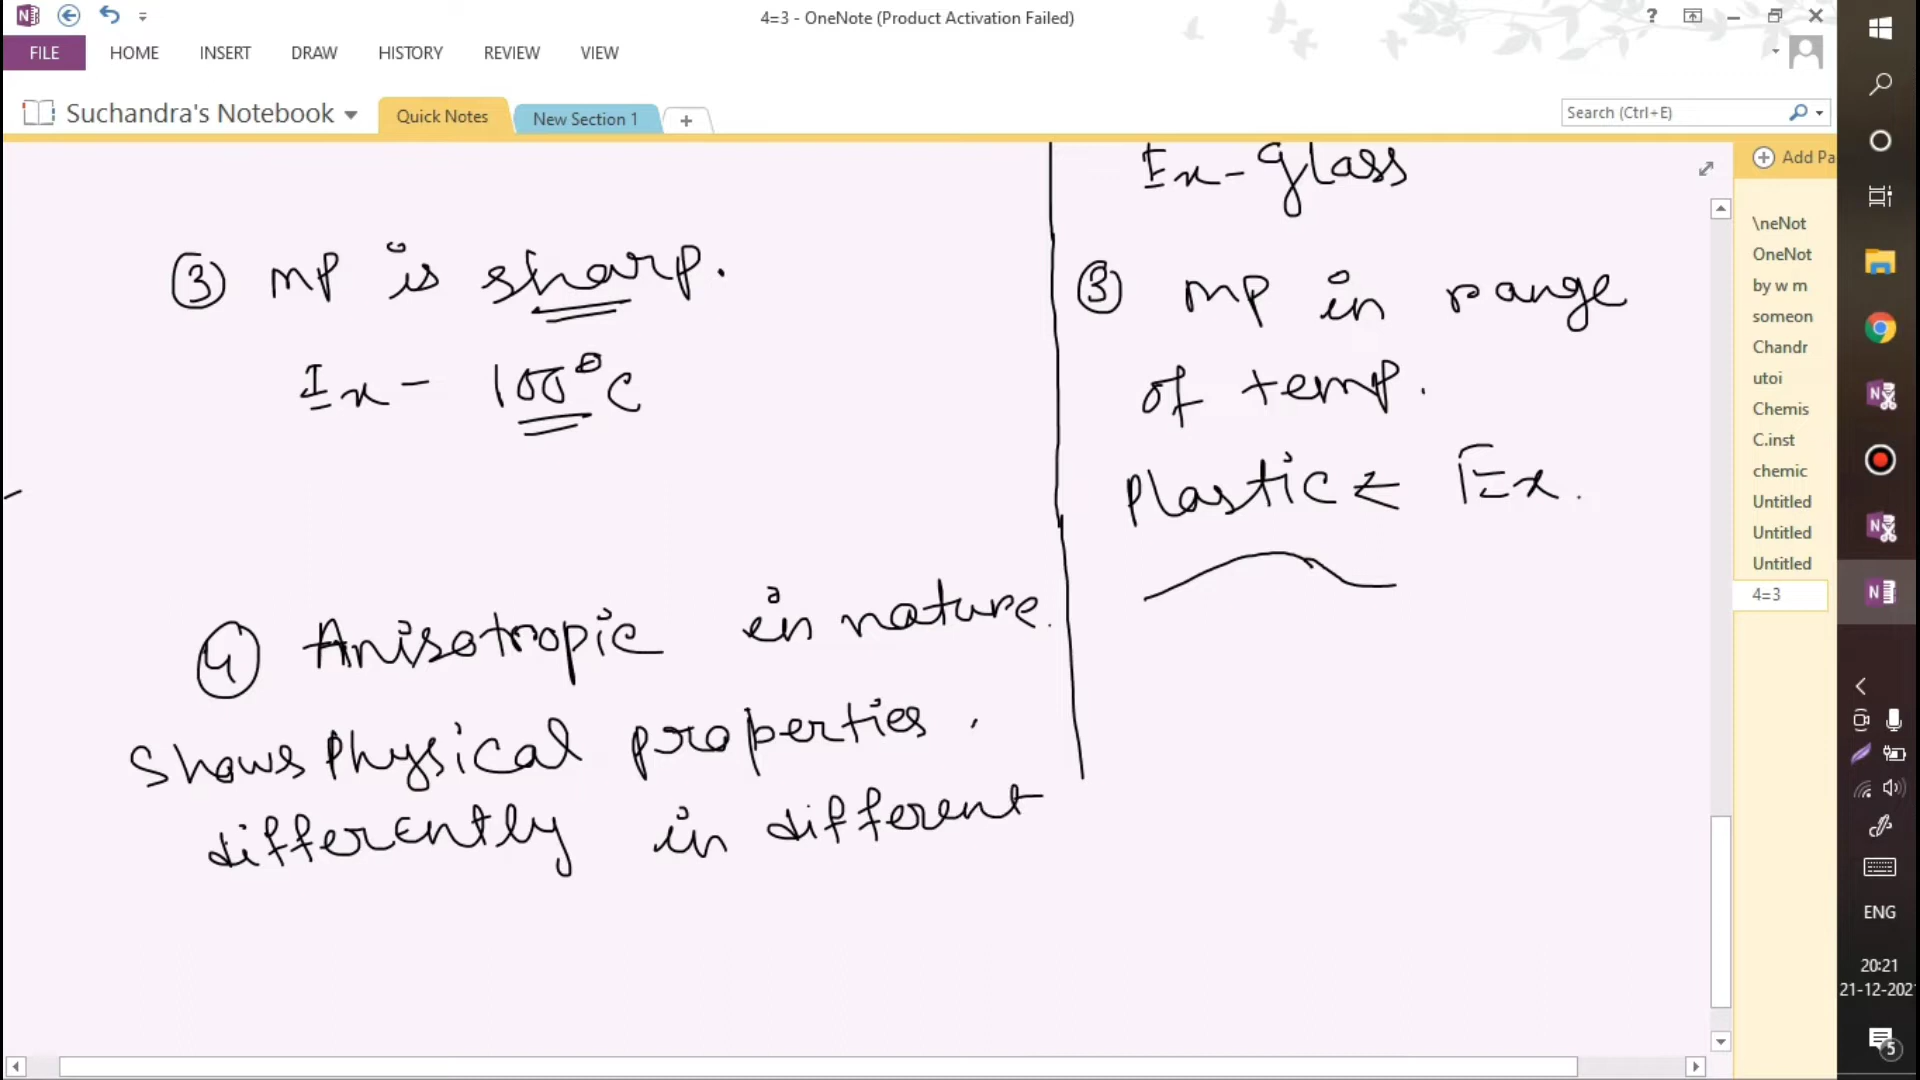 4=3 - OneNote (Product Activation Failed)
FILE HOME INSERT DRAW HISTORY REVIEW VIEW
Suchandra's Notebook
Quick Notes
New Section 1
Search (Ctrl+E)
Add Pa
\neNot
OneNot
by w m
someon
Chandr
utoi
Chemis
C.inst
chemic
Untitled
Untitled
Untitled
4=3
③ MP is sharp.
Ex - 100°C
④ Anisotropic in nature.
Shows Physical properties.
differently in different
Ex - Glass
③ MP in range
of temp.
Plastic ← Ex.
ENG
20:21
21-12-202
5